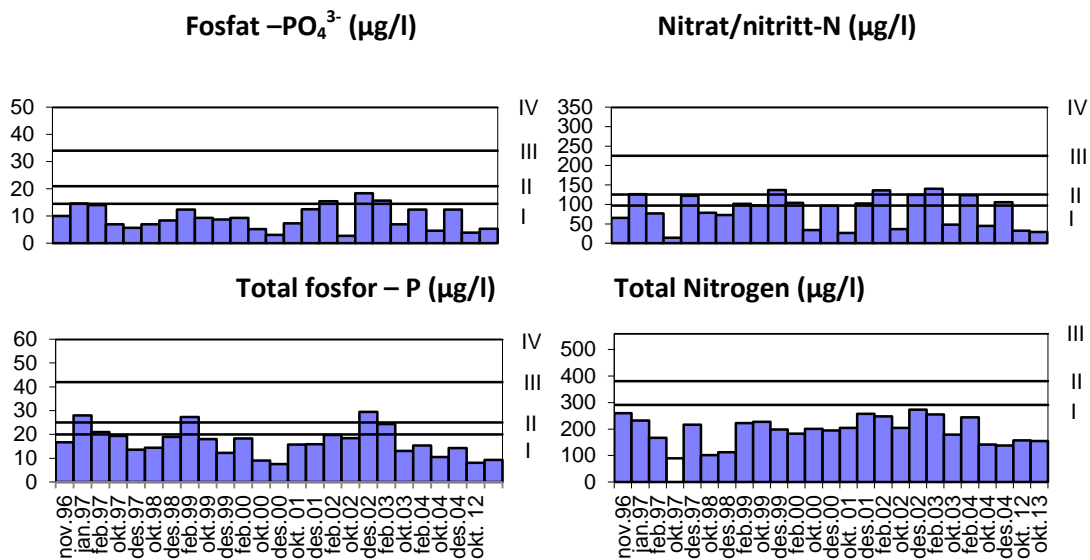 Fosfat –PO₄³⁻ (µg/l)
50
40
30
20
10
0
IV
III
II
I
Nitrat/nitritt-N (µg/l)
350
300
250
200
150
100
50
0
IV
III
II
I
Total fosfor – P (µg/l)
60
50
40
30
20
10
0
IV
III
II
I
nov.96
jan.97
feb.97
okt.97
des.97
okt.98
des.98
feb.99
okt.99
des.99
feb.00
okt.00
des.00
okt. 01
des.01
feb.02
okt.02
des.02
feb.03
okt.03
feb.04
okt.04
des.04
okt. 12
Total Nitrogen (µg/l)
500
400
300
200
100
0
III
II
I
nov.96
jan.97
feb.97
okt.97
des.97
okt.98
des.98
feb.99
okt.99
des.99
feb.00
okt.00
des.00
okt. 01
des.01
feb.02
okt.02
des.02
feb.03
okt.03
feb.04
okt.04
des.04
okt. 12
okt.13